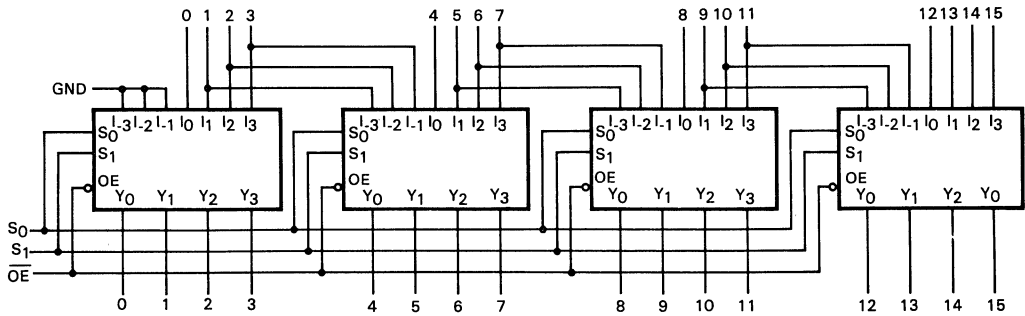 0 1 2 3 4 5 6 7 8 9 10 11 12 13 14 15
GND
I-3 I-2 I-1 I0 I1 I2 I3 I-3 I-2 I-1 I0 I1 I2 I3 I-3 I-2 I-1 I0 I1 I2 I3 I-3 I-2 I-1 I0 I1 I2 I3
S0 S0 S0 S0
S1 S1 S1 S1
OE OE OE OE
Y0 Y1 Y2 Y3 Y0 Y1 Y2 Y3 Y0 Y1 Y2 Y3 Y0 Y1 Y2 Y0
S0
S1
O̅E̅
0 1 2 3 4 5 6 7 8 9 10 11 12 13 14 15